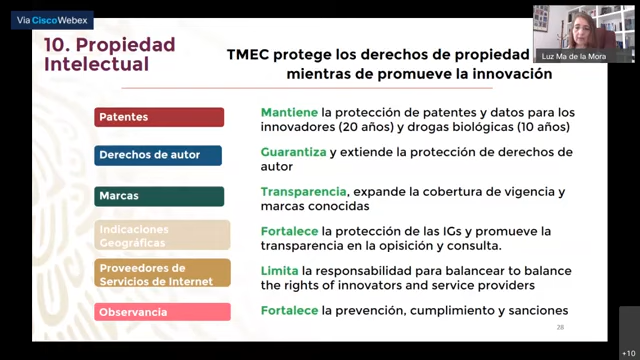 Via Cisco Webex
10. Propiedad
Intelectual
TMEC protege los derechos de propiedad
mientras de promueve la innovación
Luz Ma de la Mora
Patentes
Mantiene la protección de patentes y datos para los
innovadores (20 años) y drogas biológicas (10 años)
Derechos de autor
Guarantiza y extiende la protección de derechos de
autor
Marcas
Transparencia, expande la cobertura de vigencia y
marcas conocidas
Indicaciones
Geográficas
Fortalece la protección de las IGs y promueve la
transparencia en la opisición y consulta.
Proveedores de
Servicios de Internet
Limita la responsabilidad para balancear to balance
the rights of innovators and service providers
Observancia
Fortalece la prevención, cumplimiento y sanciones
28
+10